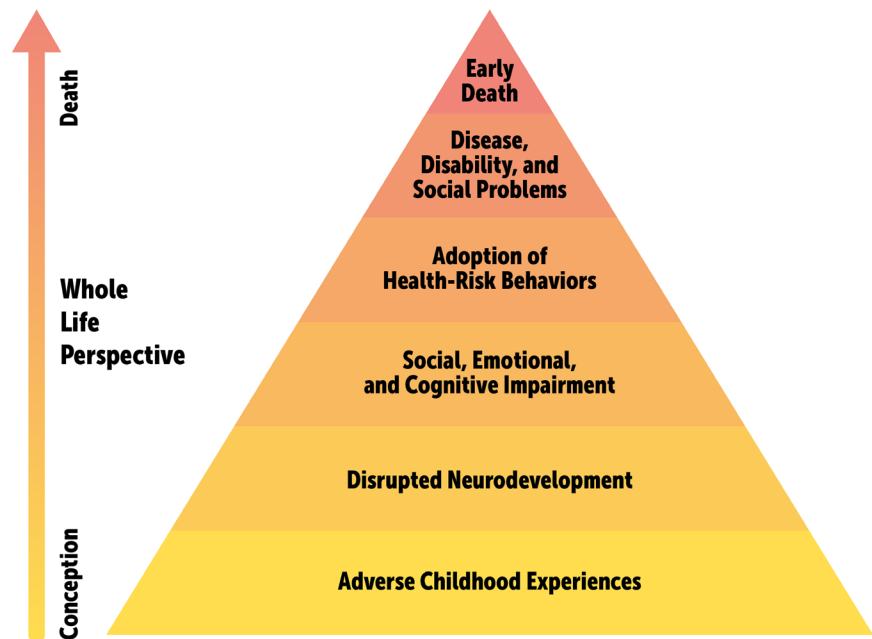 Death
Whole
Life
Perspective
Conception
Early
Death
Disease,
Disability, and
Social Problems
Adoption of
Health-Risk Behaviors
Social, Emotional,
and Cognitive Impairment
Disrupted Neurodevelopment
Adverse Childhood Experiences